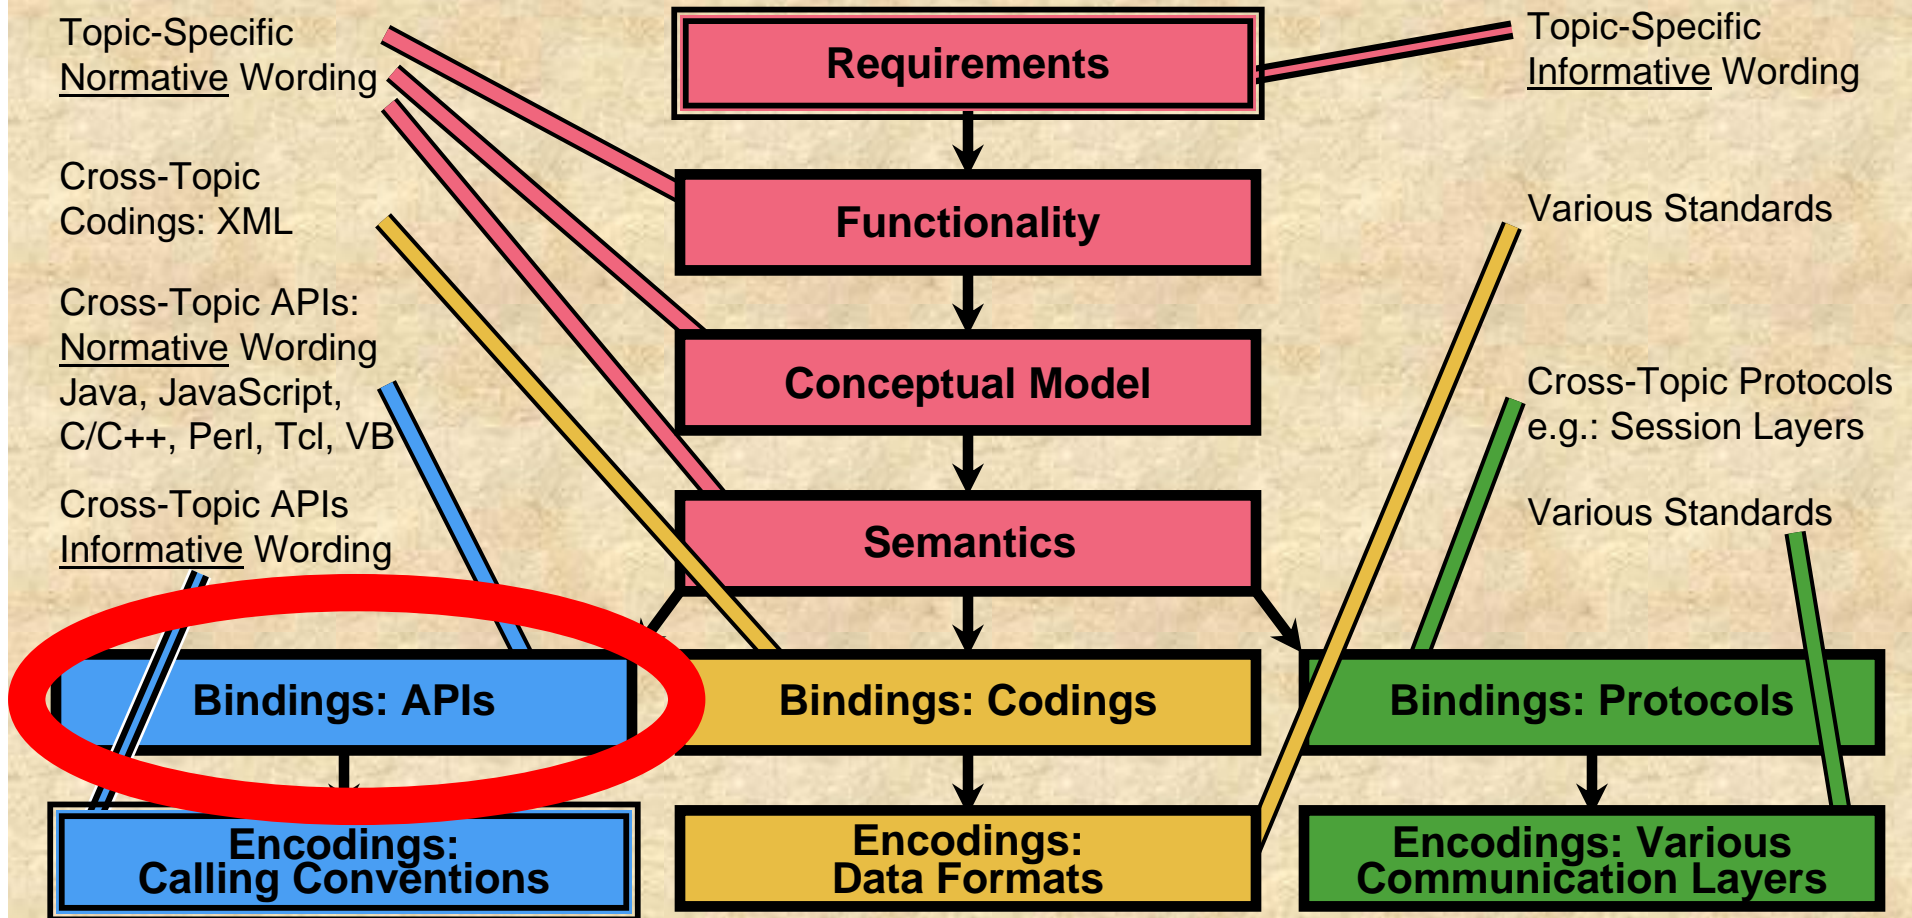 Topic-Specific
Normative Wording
Cross-Topic
Codings: XML
Cross-Topic APIs:
Normative Wording
Java, JavaScript,
C/C++, Perl, Tcl, VB
Cross-Topic APIs
Informative Wording
Requirements
Functionality
Conceptual Model
Semantics
Topic-Specific
Informative Wording
Various Standards
Cross-Topic Protocols
e.g.: Session Layers
Various Standards
Bindings: APIs
Bindings: Codings
Bindings: Protocols
Encodings:
Calling Conventions
Encodings:
Data Formats
Encodings: Various
Communication Layers